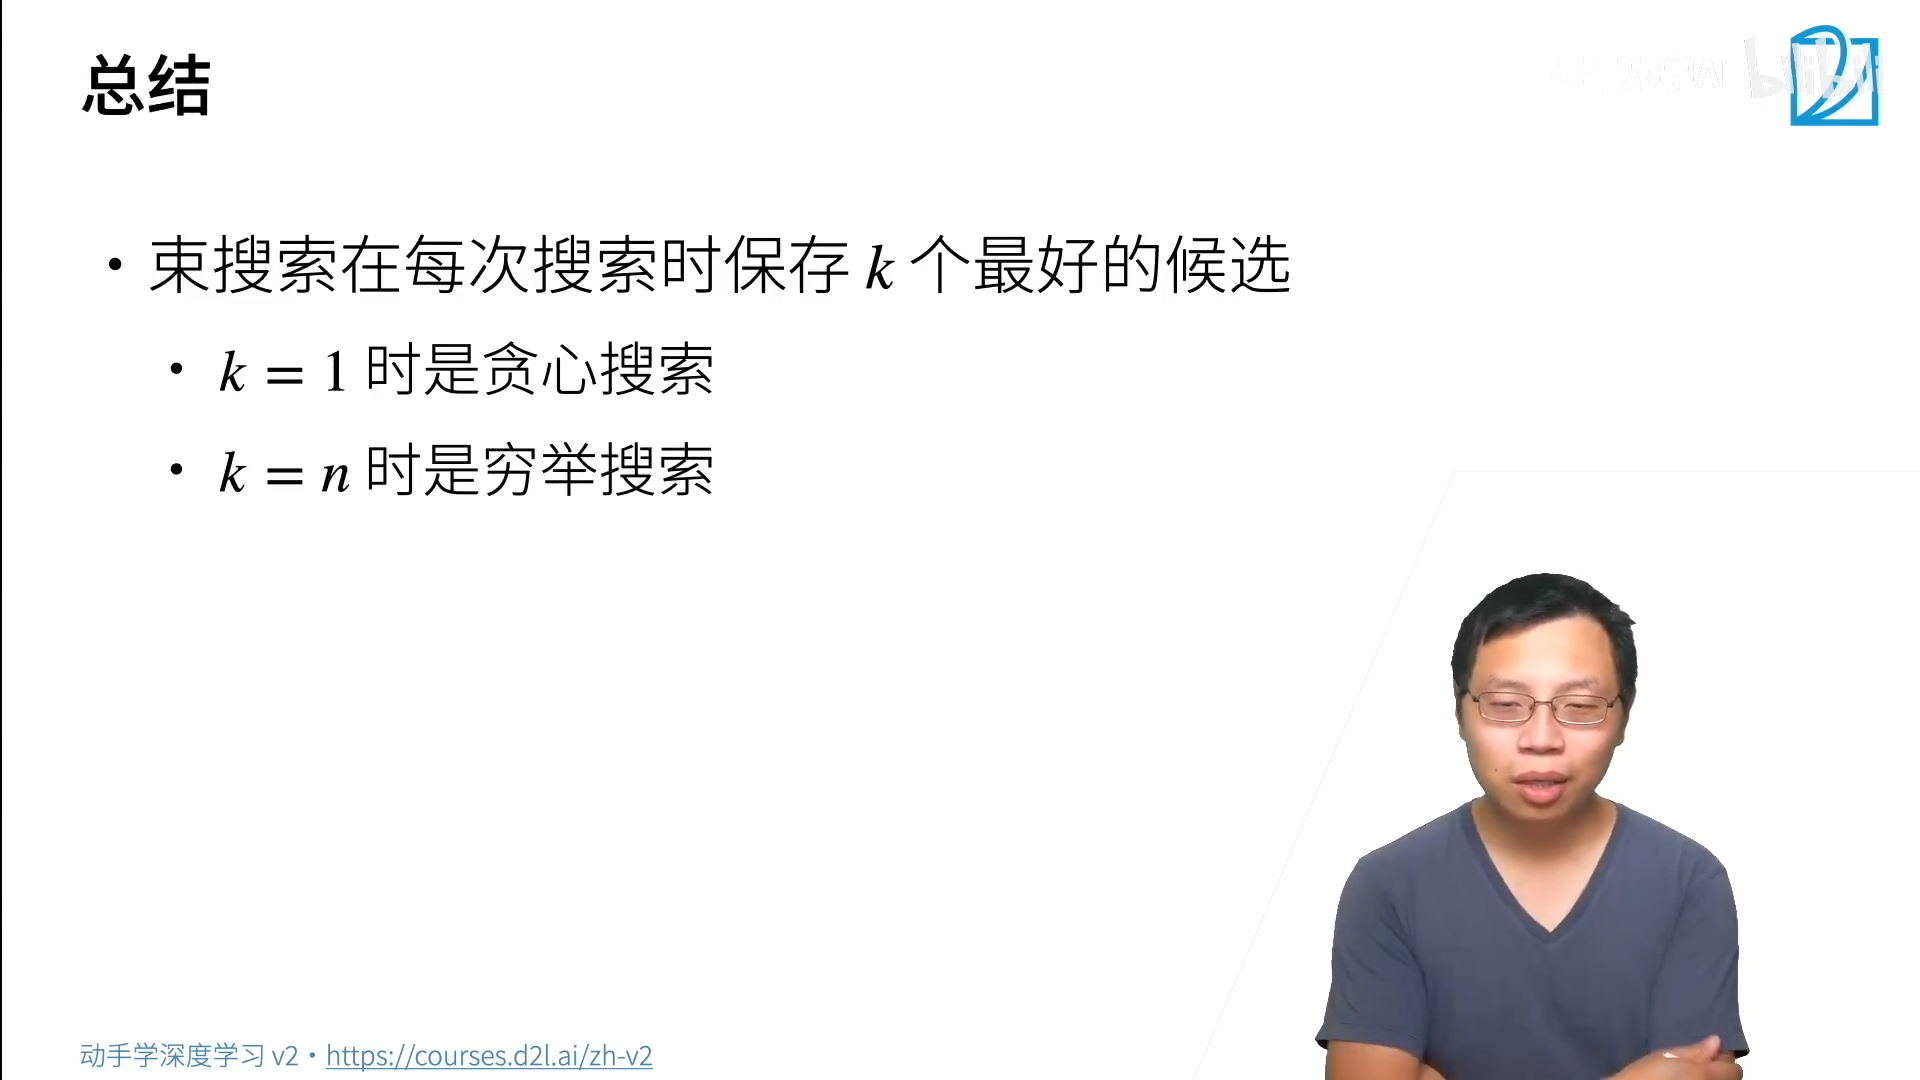 总结
• 束搜索在每次搜索时保存 k 个最好的候选
• k = 1 时是贪心搜索
• k = n 时是穷举搜索
动手学深度学习 v2 • https://courses.d2l.ai/zh-v2